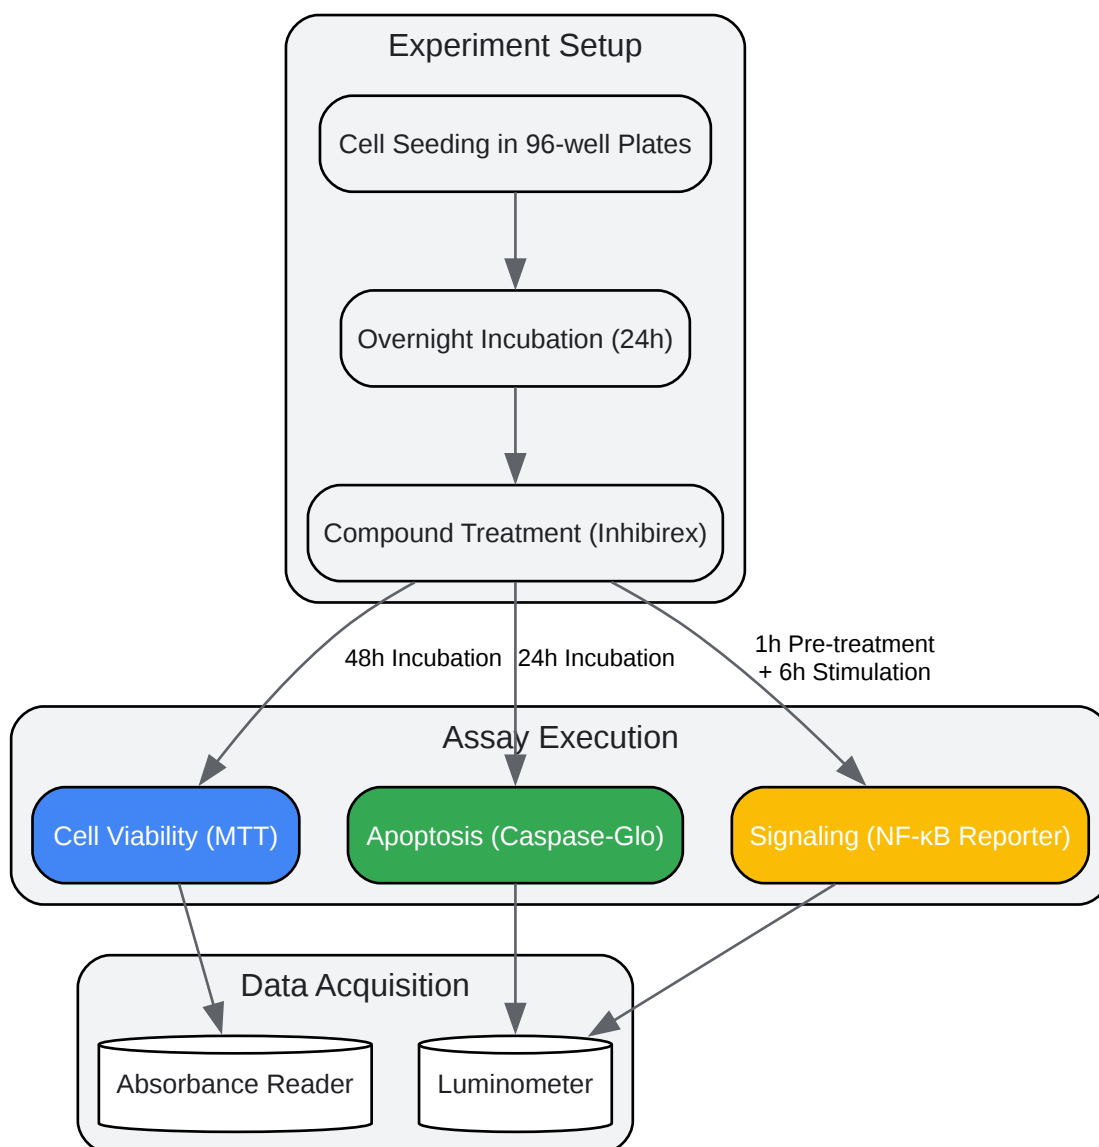 Experiment Setup
Cell Seeding in 96-well Plates
Overnight Incubation (24h)
Compound Treatment (Inhibirex)
48h Incubation
24h Incubation
1h Pre-treatment
+ 6h Stimulation
Assay Execution
Cell Viability (MTT)
Apoptosis (Caspase-Glo)
Signaling (NF-κB Reporter)
Data Acquisition
Absorbance Reader
Luminometer